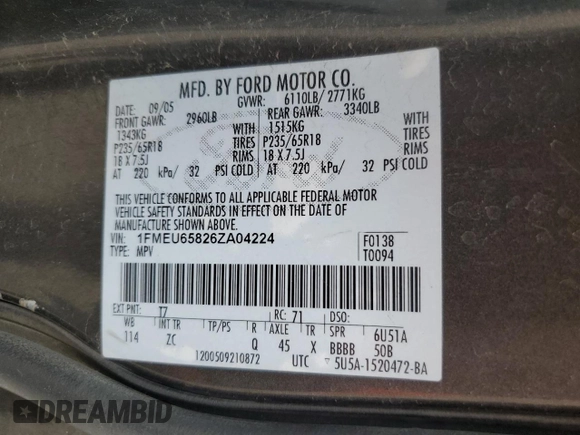 MFD. BY FORD MOTOR CO.
DATE: 09/05 GVWR: 6110LB/ 2771KG
FRONT GAWR: 2960LB REAR GAWR: 3340LB
1343KG WITH 1515KG WITH
P235/65R18 TIRES P235/65R18 TIRES
18 X 7.5J RIMS 18 X 7.5J RIMS
AT 220 kPa/ 32 PSI COLD AT 220 kPa/ 32 PSI COLD
THIS VEHICLE CONFORMS TO ALL APPLICABLE FEDERAL MOTOR
VEHICLE SAFETY STANDARDS IN EFFECT ON THE DATE OF
MANUFACTURE SHOWN ABOVE.
VIN: 1FMEU65826ZA04224 F0138
TYPE: MPV T0094
EXT PNT: T7 RC: 71 DSO:
WB INT TR TP/PS R AXLE TR SPR 6U51A
114 ZC Q 45 X BBBB 50B
1200509210872 UTC 5U5A-1520472-BA
DREAMBID